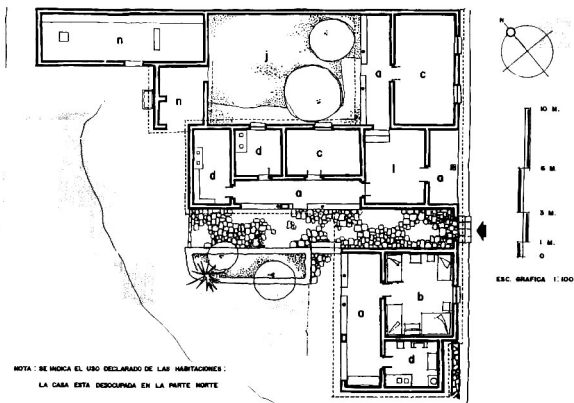 n
j
a
c
N
n
10 M.
d
d
c
l
a
6 M.
a
3 M.
1 M.
0
ESC. GRAFICA 1:100
a
b
d
NOTA : SE INDICA EL USO DECLARADO DE LAS HABITACIONES :
LA CASA ESTA DESOCUPADA EN LA PARTE NORTE